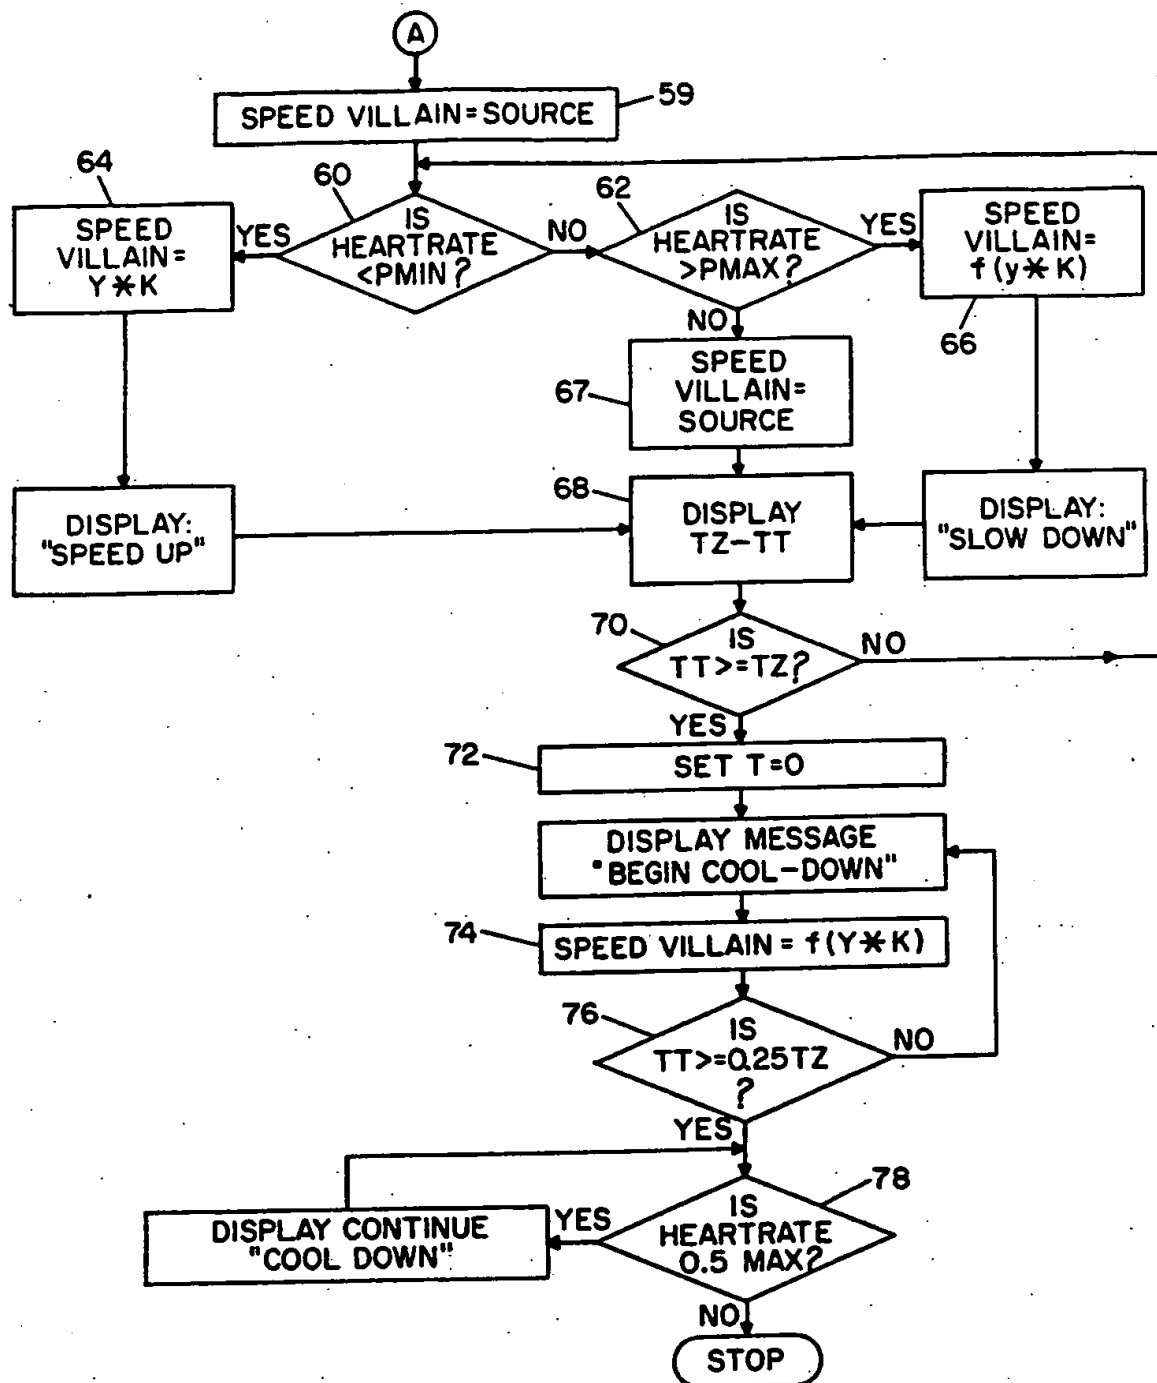 A
SPEED VILLAIN=SOURCE
59
64
60
62
SPEED
VILLAIN=
Y*K
YES
IS
HEARTRATE
<PMIN?
NO
IS
HEARTRATE
>PMAX?
YES
SPEED
VILLAIN=
f(y*K)
66
NO
67
SPEED
VILLAIN=
SOURCE
68
DISPLAY:
"SPEED UP"
DISPLAY
TZ-TT
DISPLAY:
"SLOW DOWN"
70
IS
TT>=TZ?
NO
YES
72
SET T=0
DISPLAY MESSAGE
"BEGIN COOL-DOWN"
74
SPEED VILLAIN = f(Y*K)
76
IS
TT>=0.25TZ
?
NO
YES
78
DISPLAY CONTINUE
"COOL DOWN"
YES
IS
HEARTRATE
0.5 MAX?
NO
STOP